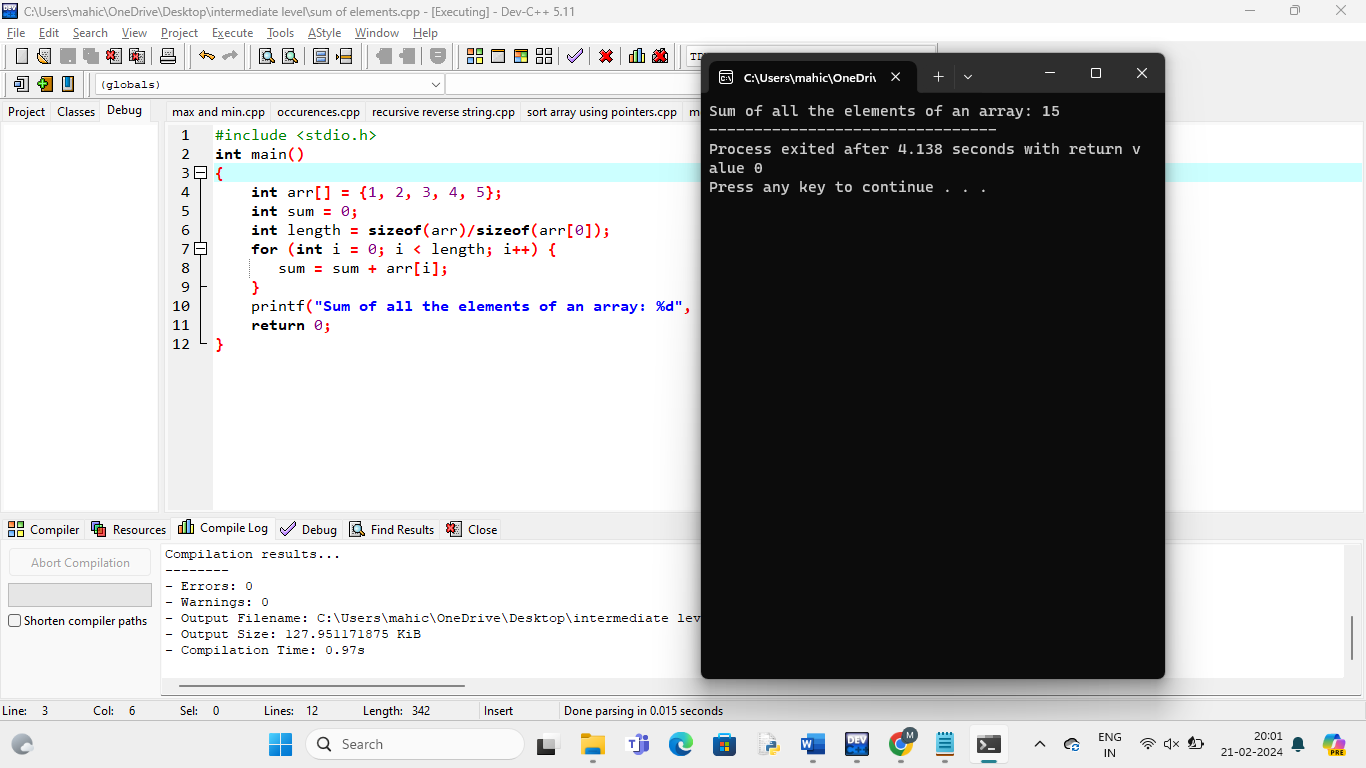 C:\Users\mahic\OneDrive\Desktop\intermediate level\sum of elements.cpp - [Executing] - Dev-C++ 5.11
File Edit Search View Project Execute Tools AStyle Window Help
(globals)
Project Classes Debug
max and min.cpp occurences.cpp recursive reverse string.cpp sort array using pointers.cpp
1 #include <stdio.h>
2 int main()
3 {
4 int arr[] = {1, 2, 3, 4, 5};
5 int sum = 0;
6 int length = sizeof(arr)/sizeof(arr[0]);
7 for (int i = 0; i < length; i++) {
8 sum = sum + arr[i];
9 }
10 printf("Sum of all the elements of an array: %d",
11 return 0;
12 }
C:\Users\mahic\OneDri
Sum of all the elements of an array: 15
--------------------------------
Process exited after 4.138 seconds with return v
alue 0
Press any key to continue . . .
Compiler Resources Compile Log Debug Find Results Close
Abort Compilation
Shorten compiler paths
Compilation results...
--------
- Errors: 0
- Warnings: 0
- Output Filename: C:\Users\mahic\OneDrive\Desktop\intermediate lev
- Output Size: 127.951171875 KiB
- Compilation Time: 0.97s
Line: 3 Col: 6 Sel: 0 Lines: 12 Length: 342 Insert Done parsing in 0.015 seconds
Search
DEV
M
ENG
IN
20:01
21-02-2024
PRE